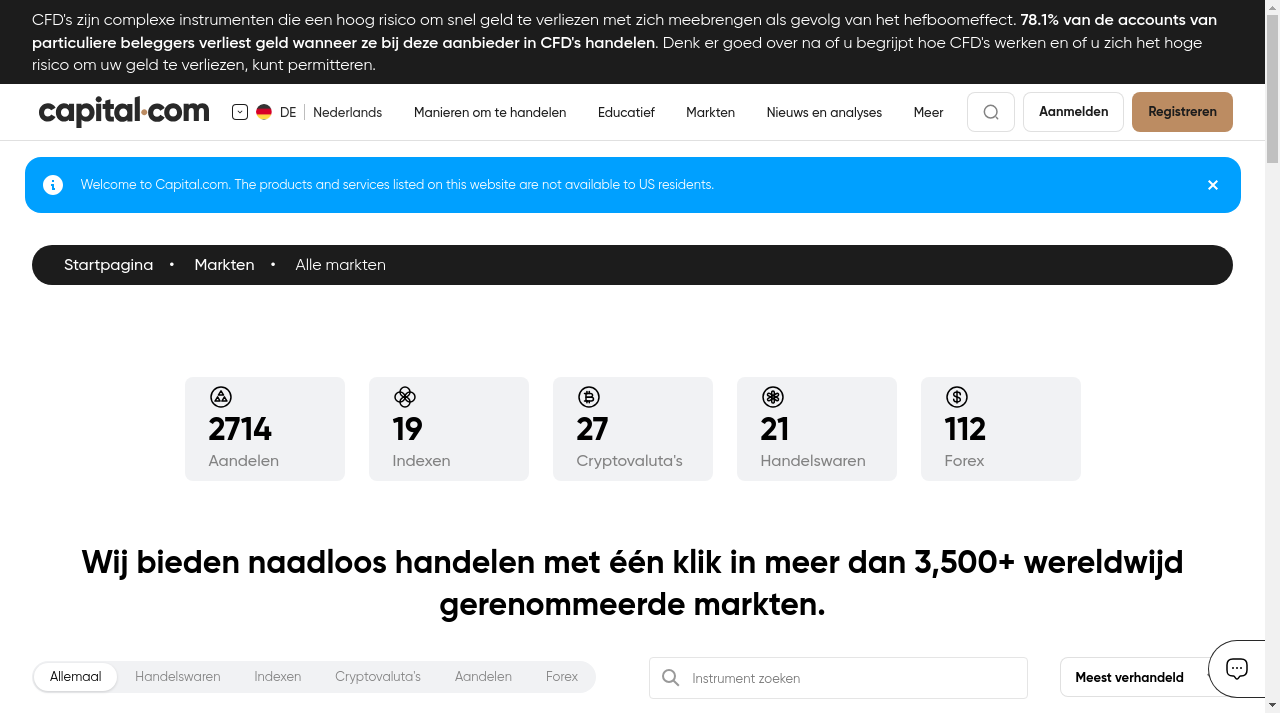 CFD's zijn complexe instrumenten die een hoog risico om snel geld te verliezen met zich meebrengen als gevolg van het hefboomeffect. 78.1% van de accounts van
particuliere beleggers verliest geld wanneer ze bij deze aanbieder in CFD's handelen. Denk er goed over na of u begrijpt hoe CFD's werken en of u zich het hoge
risico om uw geld te verliezen, kunt permitteren.
capital.com DE Nederlands Manieren om te handelen Educatief Markten Nieuws en analyses Meer Aanmelden Registreren
Welcome to Capital.com. The products and services listed on this website are not available to US residents.
Startpagina • Markten • Alle markten
2714 19 27 21 112
Aandelen Indexen Cryptovaluta's Handelswaren Forex
Wij bieden naadloos handelen met één klik in meer dan 3,500+ wereldwijd
gerenommeerde markten.
Allemaal Handelswaren Indexen Cryptovaluta's Aandelen Forex Instrument zoeken Meest verhandeld